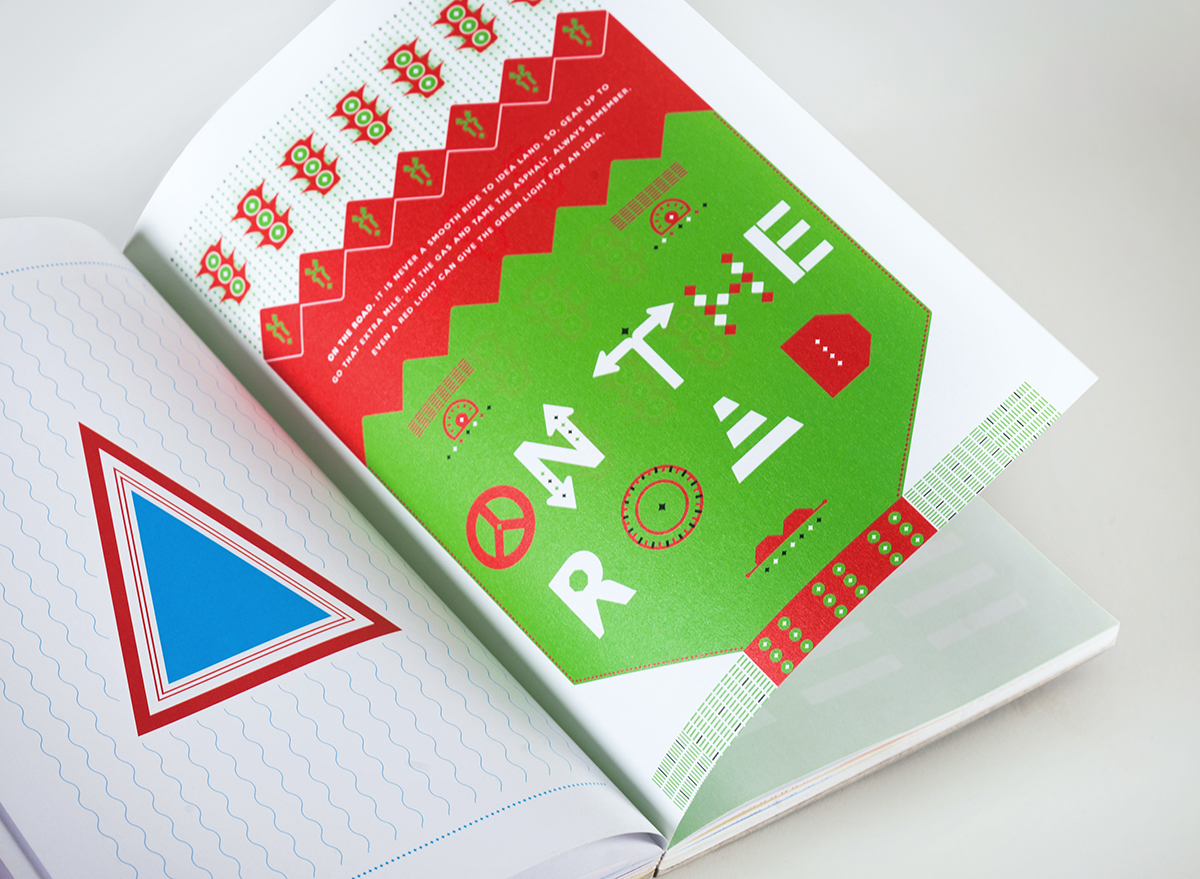 ON THE ROAD. IT IS NEVER A SMOOTH RIDE TO IDEA LAND. SO, GEAR UP TO
GO THAT EXTRA MILE. HIT THE GAS AND TAME THE ASPHALT. ALWAYS REMEMBER,
EVEN A RED LIGHT CAN GIVE THE GREEN LIGHT FOR AN IDEA.
ON THE
ROAD